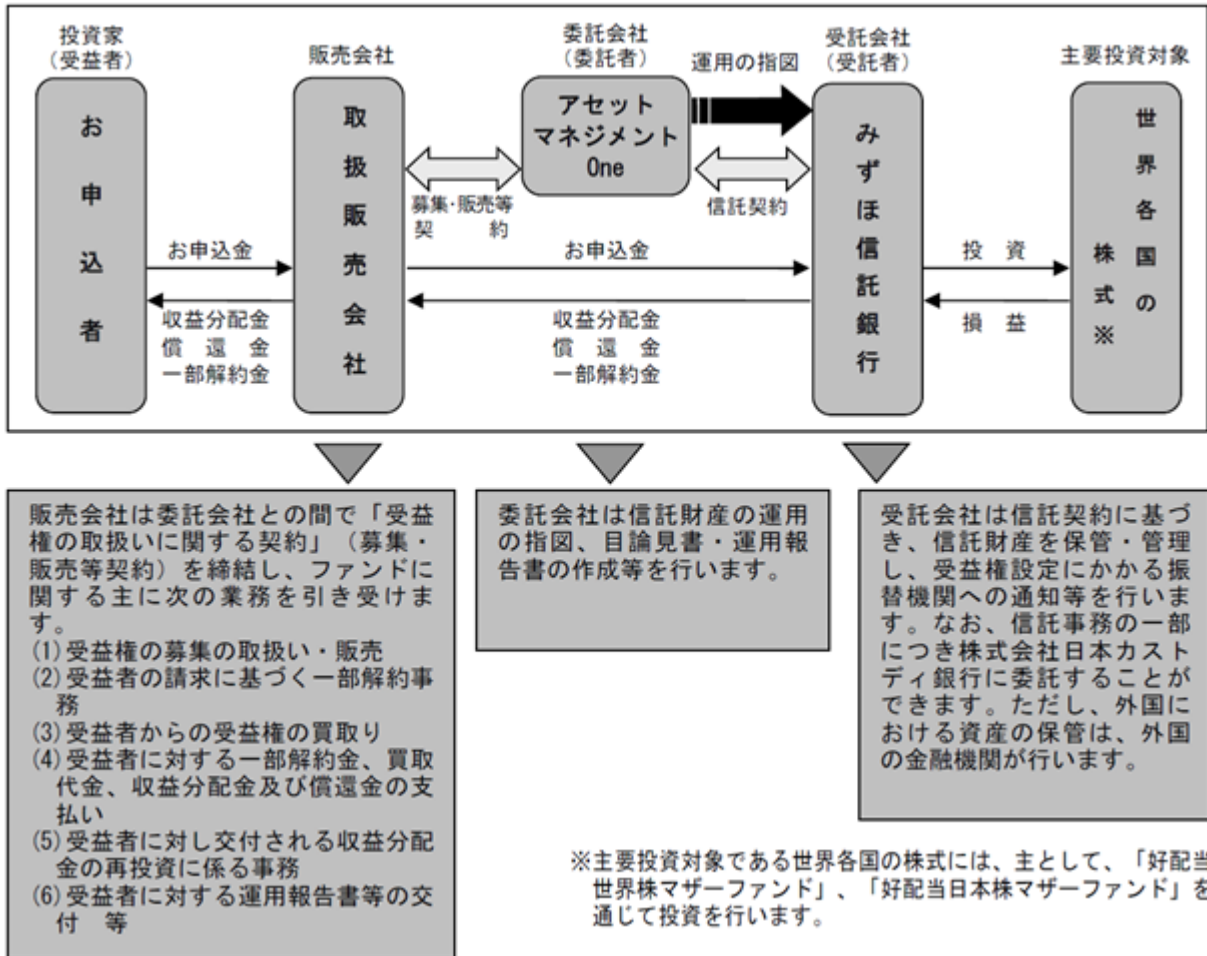 投資家
(受益者)
お申込者
販売会社
取扱販売会社
委託会社
(委託者)
アセット
マネジメント
One
運用の指図
受託会社
(受託者)
みずほ信託銀行
主要投資対象
世界各国の
株式※
募集・販売等
契 約
信託契約
お申込金
収益分配金
償 還 金
一部解約金
お申込金
収益分配金
償 還 金
一部解約金
投 資
損 益
販売会社は委託会社との間で「受益
権の取扱いに関する契約」(募集・
販売等契約)を締結し、ファンドに
関する主に次の業務を引き受けま
す。
(1)受益権の募集の取扱い・販売
(2)受益者の請求に基づく一部解約事
務
(3)受益者からの受益権の買取り
(4)受益者に対する一部解約金、買取
代金、収益分配金及び償還金の支
払い
(5)受益者に対し交付される収益分配
金の再投資に係る事務
(6)受益者に対する運用報告書等の交
付 等
委託会社は信託財産の運用
の指図、目論見書・運用報
告書の作成等を行います。
受託会社は信託契約に基づ
き、信託財産を保管・管理
し、受益権設定にかかる振
替機関への通知等を行いま
す。なお、信託事務の一部
につき株式会社日本カスト
ディ銀行に委託することが
できます。ただし、外国に
おける資産の保管は、外国
の金融機関が行います。
※主要投資対象である世界各国の株式には、主として、「好配当
世界株マザーファンド」、「好配当日本株マザーファンド」を
通じて投資を行います。